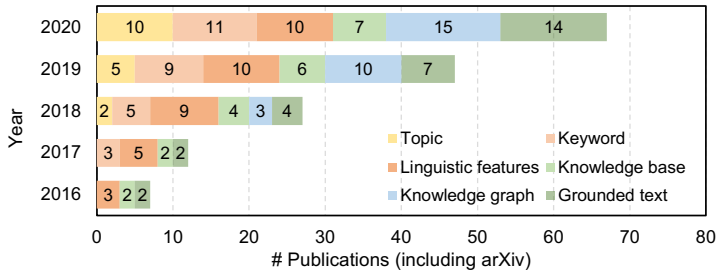 2020 10 11 10 7 15 14
2019 5 9 10 6 10 7
2018 2 5 9 4 3 4
2017 3 5 2 2
2016 3 2 2
Year
Topic Keyword
Linguistic features Knowledge base
Knowledge graph Grounded text
0 10 20 30 40 50 60 70 80
# Publications (including arXiv)